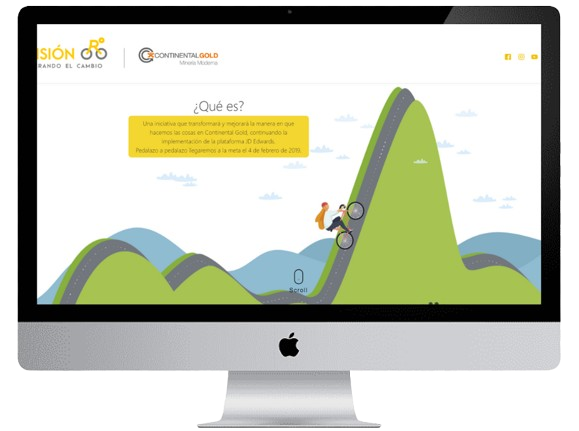 ISIÓN
RANDO EL CAMBIO
CONTINENTALGOLD
Minería Moderna
¿Qué es?
Una iniciativa que transformará y mejorará la manera en que
hacemos las cosas en Continental Gold, continuando la
implementación de la plataforma JD Edwards.
Pedalazo a pedalazo llegaremos a la meta el 4 de febrero de 2019.
Scroll